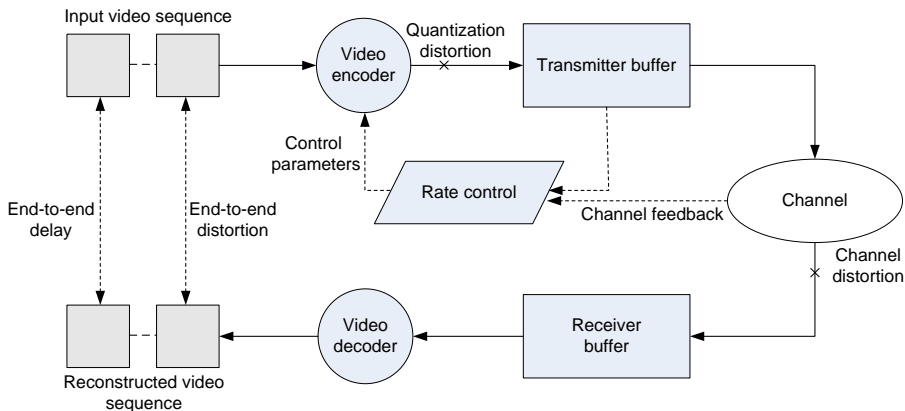 Input video sequence
Video
encoder
Quantization
distortion
Transmitter buffer
Control
parameters
Rate control
Channel feedback
Channel
Channel
distortion
End-to-end
delay
End-to-end
distortion
Video
decoder
Receiver
buffer
Reconstructed video
sequence